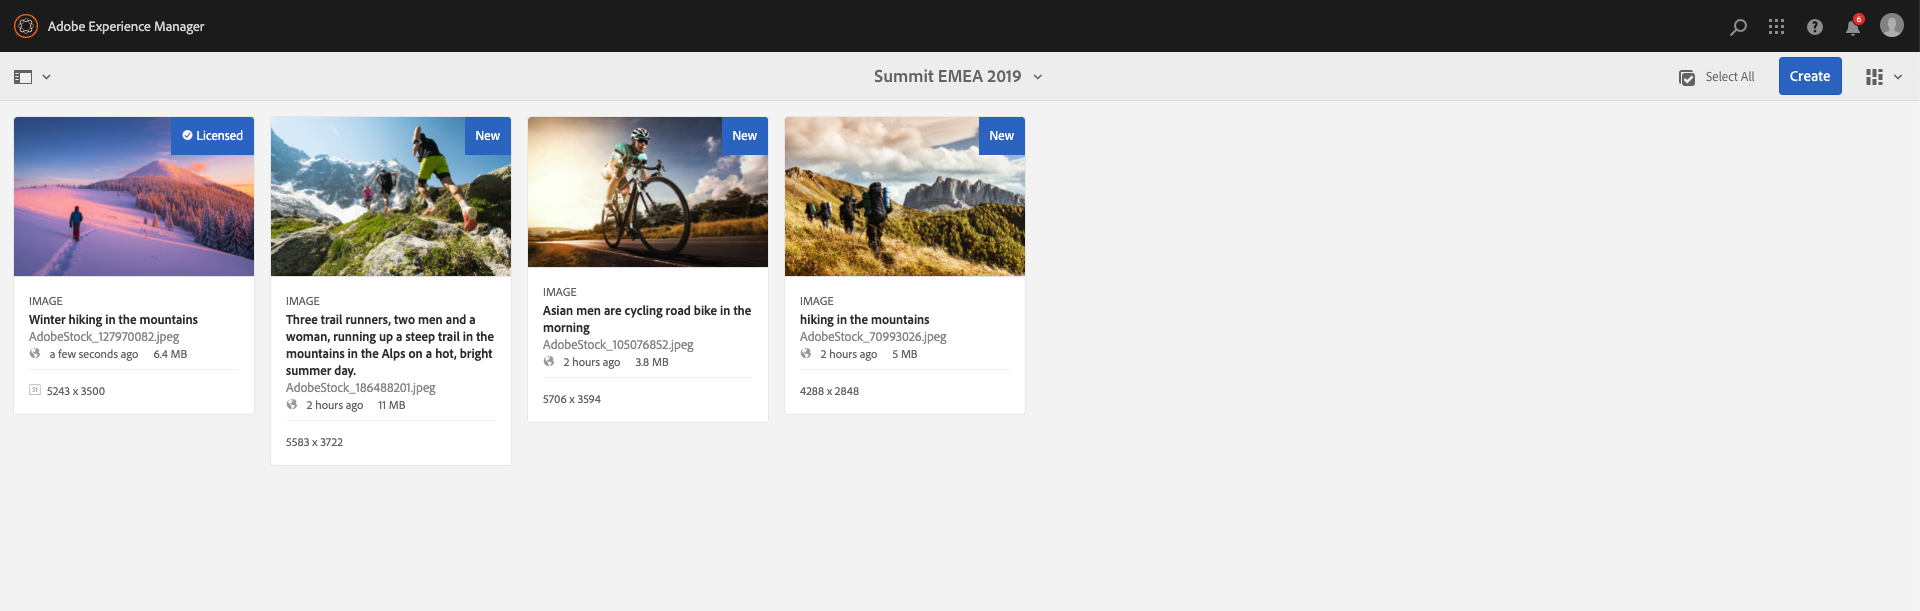 Adobe Experience Manager
6
Summit EMEA 2019
Select All
Create
Licensed
IMAGE
Winter hiking in the mountains
AdobeStock_127970082.jpeg
a few seconds ago 6.4 MB
St 5243 x 3500
New
IMAGE
Three trail runners, two men and a
woman, running up a steep trail in the
mountains in the Alps on a hot, bright
summer day.
AdobeStock_186488201.jpeg
2 hours ago 11 MB
5583 x 3722
New
IMAGE
Asian men are cycling road bike in the
morning
AdobeStock_105076852.jpeg
2 hours ago 3.8 MB
5706 x 3594
New
IMAGE
hiking in the mountains
AdobeStock_70993026.jpeg
2 hours ago 5 MB
4288 x 2848